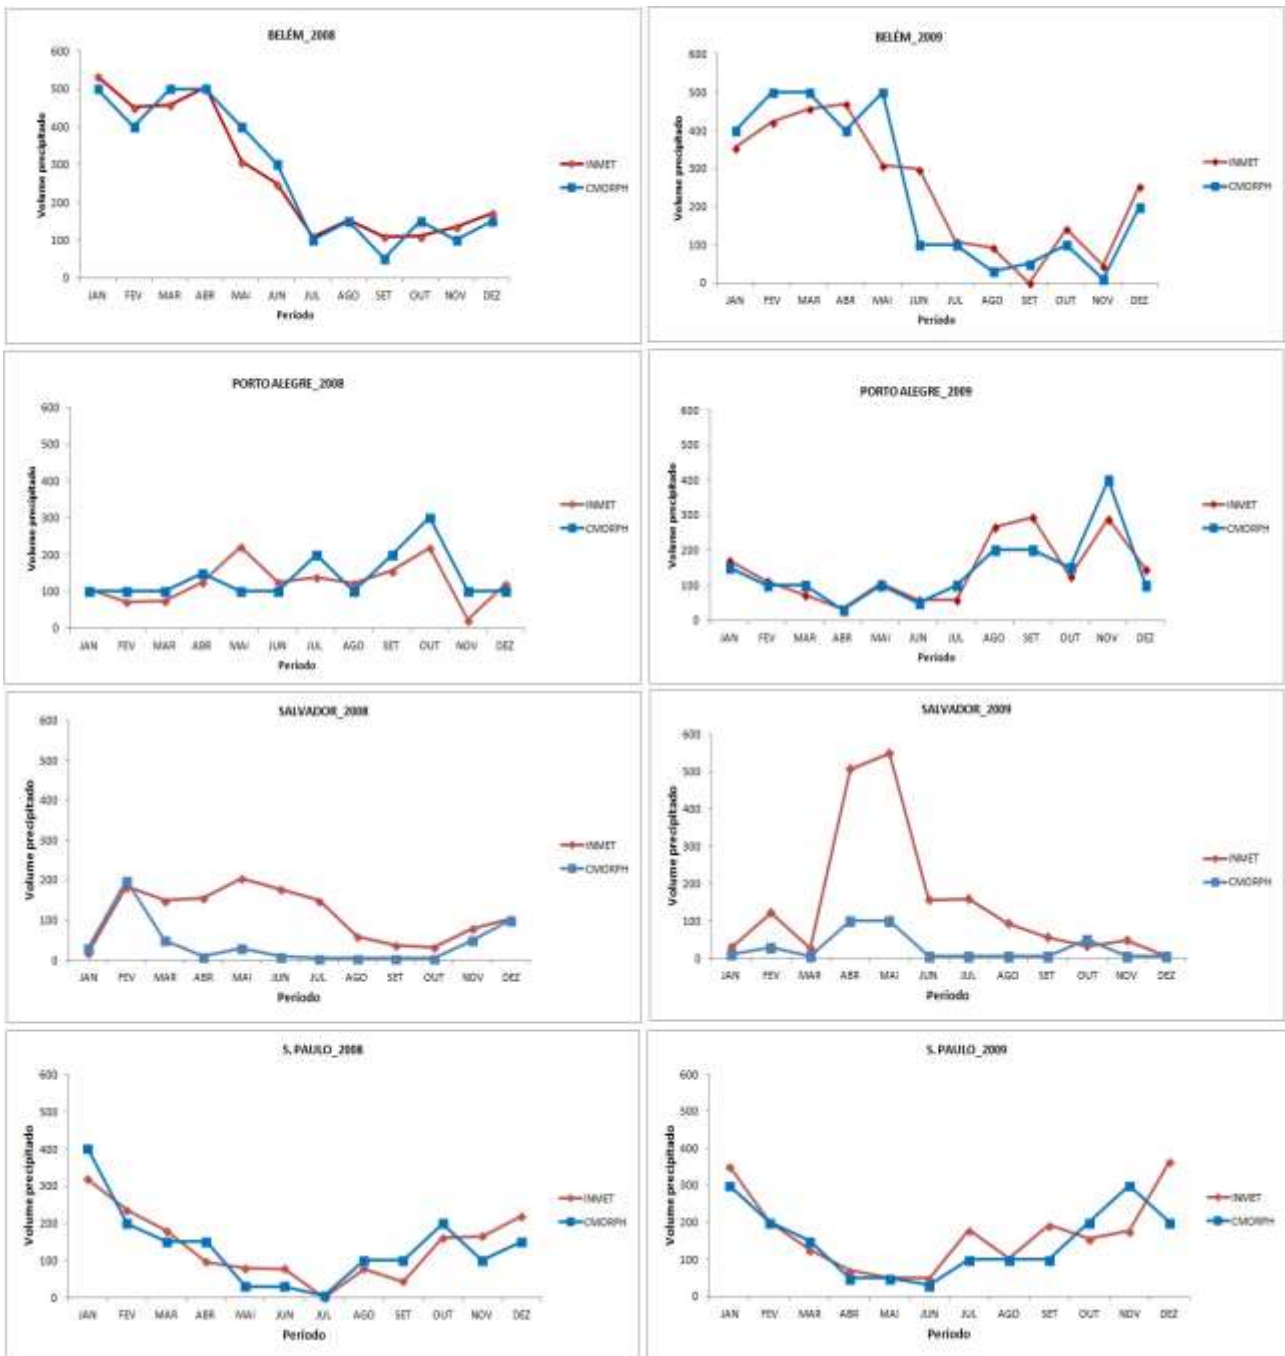 BELÉM_2008
600
500
400
300
200
100
0
Volume precipitado
JAN FEV MAR ABR MAI JUN JUL AGO SET OUT NOV DEZ
Período
INMET
CMORPH
BELÉM_2009
600
500
400
300
200
100
0
Volume precipitado
JAN FEV MAR ABR MAI JUN JUL AGO SET OUT NOV DEZ
Período
INMET
CMORPH
PORTO ALEGRE_2008
600
500
400
300
200
100
0
Volume precipitado
JAN FEV MAR ABR MAI JUN JUL AGO SET OUT NOV DEZ
Período
INMET
CMORPH
PORTO ALEGRE_2009
600
500
400
300
200
100
0
Volume precipitado
JAN FEV MAR ABR MAI JUN JUL AGO SET OUT NOV DEZ
Período
INMET
CMORPH
SALVADOR_2008
600
500
400
300
200
100
0
Volume precipitado
JAN FEV MAR ABR MAI JUN JUL AGO SET OUT NOV DEZ
Período
INMET
CMORPH
SALVADOR_2009
600
500
400
300
200
100
0
Volume precipitado
JAN FEV MAR ABR MAI JUN JUL AGO SET OUT NOV DEZ
Período
INMET
CMORPH
S. PAULO_2008
600
500
400
300
200
100
0
Volume precipitado
JAN FEV MAR ABR MAI JUN JUL AGO SET OUT NOV DEZ
Período
INMET
CMORPH
S. PAULO_2009
600
500
400
300
200
100
0
Volume precipitado
JAN FEV MAR ABR MAI JUN JUL AGO SET OUT NOV DEZ
Período
INMET
CMORPH